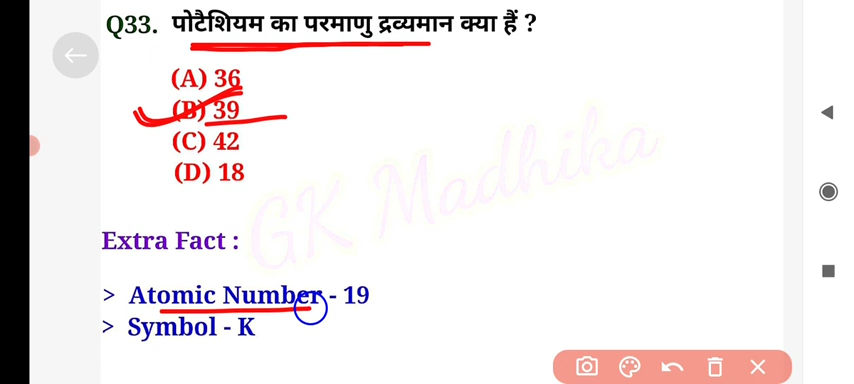 Q33. पोटैशियम का परमाणु द्रव्यमान क्या हैं ?
(A) 36
(B) 39
(C) 42
(D) 18
GK Madhika
Extra Fact :
> Atomic Number - 19
> Symbol - K